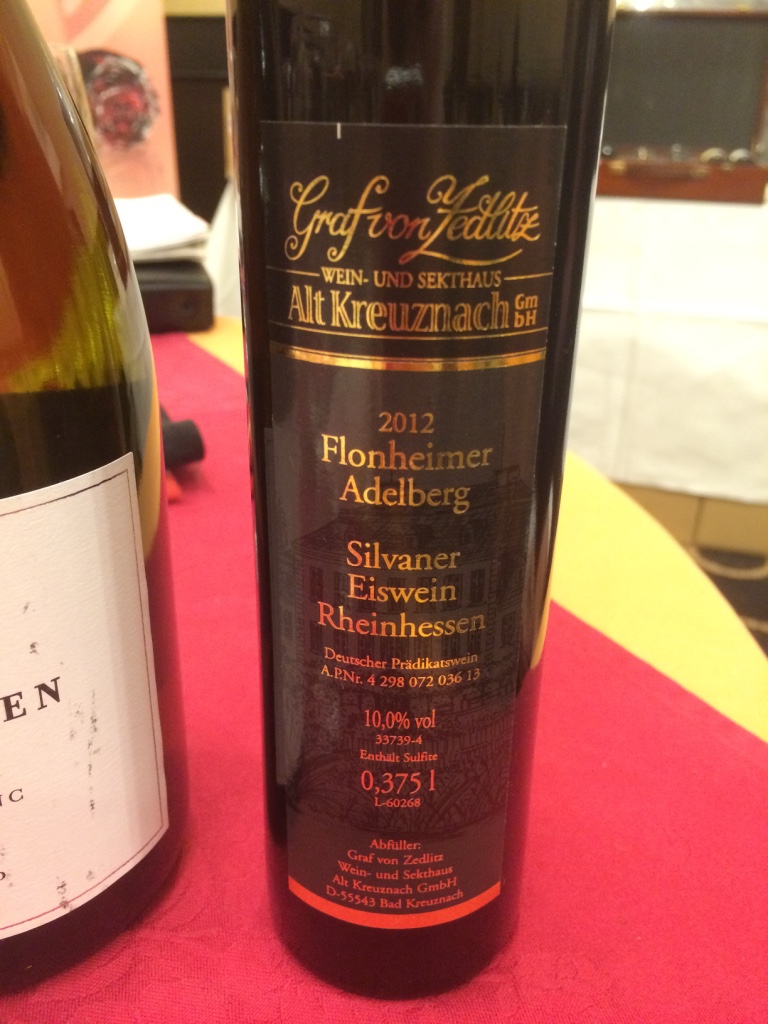 Graf von Zedlitz
WEIN- UND SEKTHAUS
Alt Kreuznach GmbH
2012
Flonheimer
Adelberg
Silvaner
Eiswein
Rheinhessen
Deutscher Prädikatswein
A.P.Nr. 4 298 072 036 13
10,0% vol
33739-4
Enthält Sulfite
0,375 l
L-60268
Abfüller:
Graf von Zedlitz
Wein- und Sekthaus
Alt Kreuznach GmbH
D-55543 Bad Kreuznach
EN